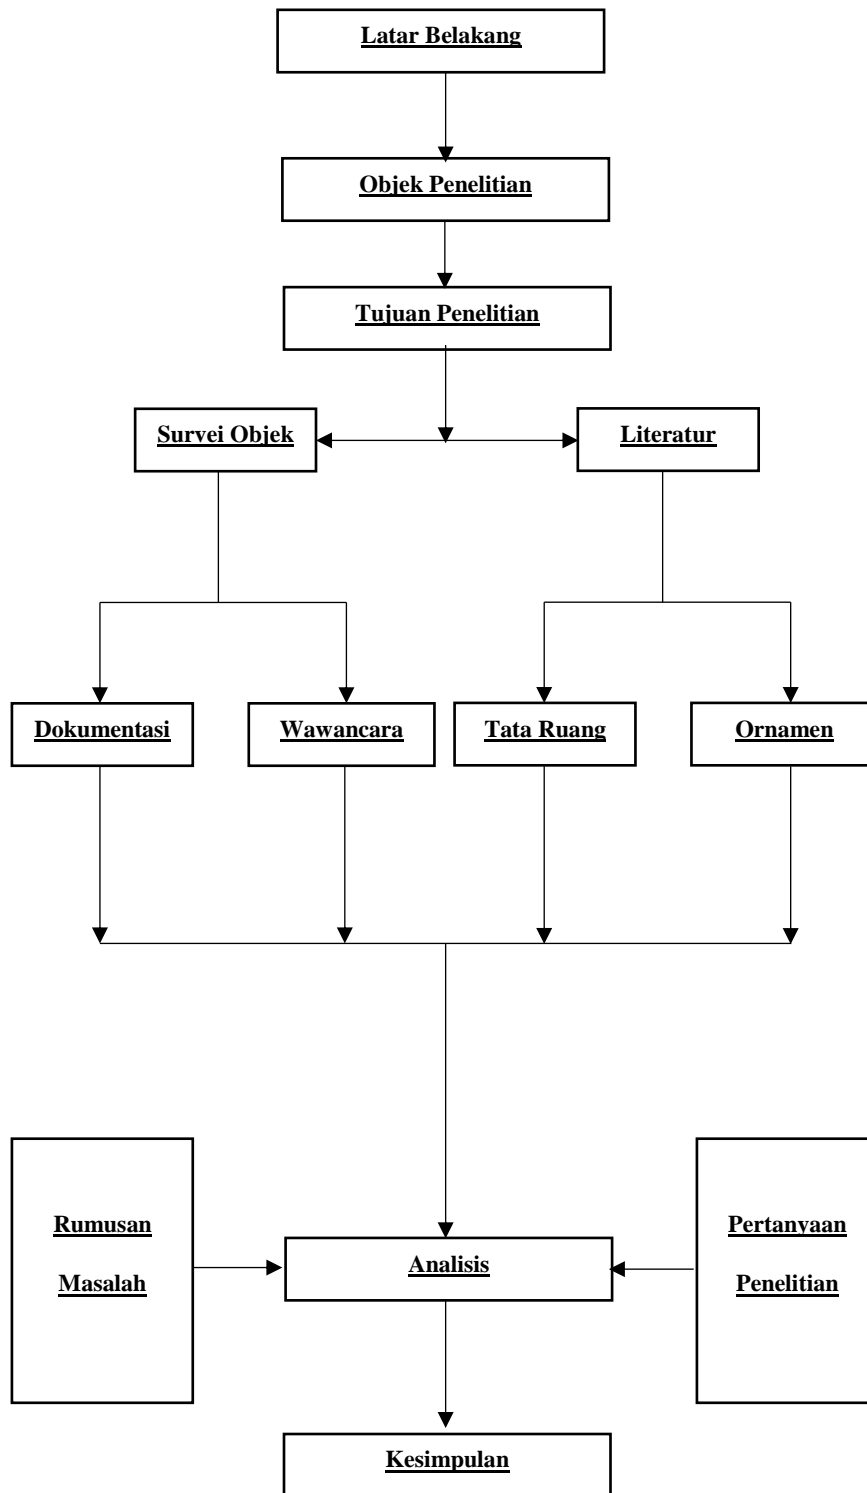 Latar Belakang
Objek Penelitian
Tujuan Penelitian
Survei Objek
Literatur
Dokumentasi
Wawancara
Tata Ruang
Ornamen
Rumusan
Masalah
Pertanyaan
Penelitian
Analisis
Kesimpulan